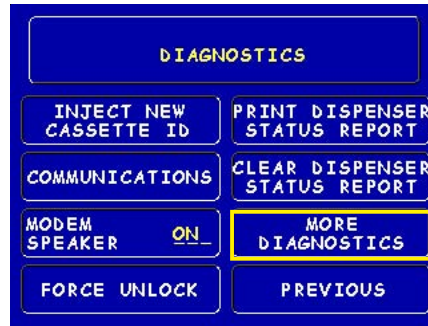 DIAGNOSTICS
INJECT NEW
CASSETTE ID
PRINT DISPENSER
STATUS REPORT
COMMUNICATIONS
CLEAR DISPENSER
STATUS REPORT
MODEM
SPEAKER ON_
MORE
DIAGNOSTICS
FORCE UNLOCK
PREVIOUS